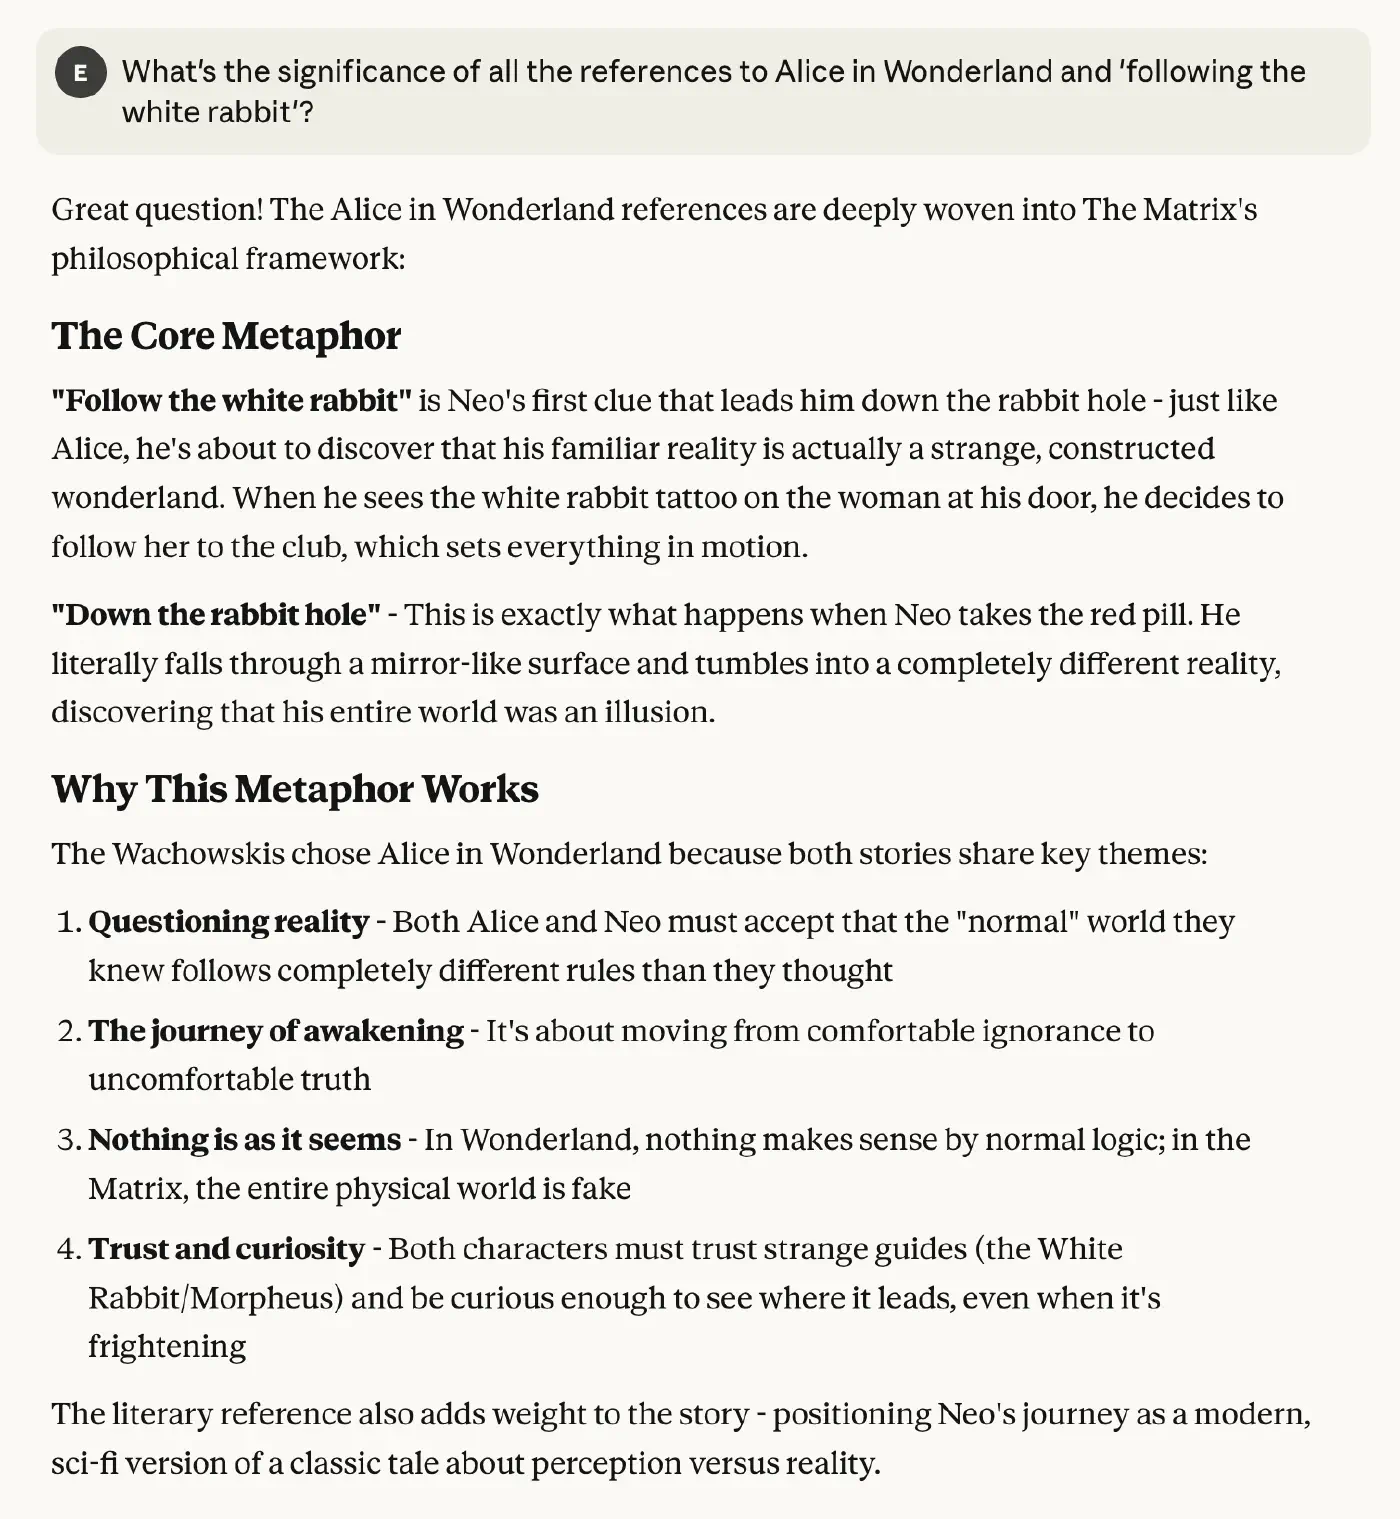 E
What's the significance of all the references to Alice in Wonderland and 'following the
white rabbit'?
Great question! The Alice in Wonderland references are deeply woven into The Matrix's
philosophical framework:
The Core Metaphor
"Follow the white rabbit" is Neo's first clue that leads him down the rabbit hole - just like
Alice, he's about to discover that his familiar reality is actually a strange, constructed
wonderland. When he sees the white rabbit tattoo on the woman at his door, he decides to
follow her to the club, which sets everything in motion.
"Down the rabbit hole" - This is exactly what happens when Neo takes the red pill. He
literally falls through a mirror-like surface and tumbles into a completely different reality,
discovering that his entire world was an illusion.
Why This Metaphor Works
The Wachowskis chose Alice in Wonderland because both stories share key themes:
1. Questioning reality - Both Alice and Neo must accept that the "normal" world they
knew follows completely different rules than they thought
2. The journey of awakening - It's about moving from comfortable ignorance to
uncomfortable truth
3. Nothing is as it seems - In Wonderland, nothing makes sense by normal logic; in the
Matrix, the entire physical world is fake
4. Trust and curiosity - Both characters must trust strange guides (the White
Rabbit/Morpheus) and be curious enough to see where it leads, even when it's
frightening
The literary reference also adds weight to the story - positioning Neo's journey as a modern,
sci-fi version of a classic tale about perception versus reality.